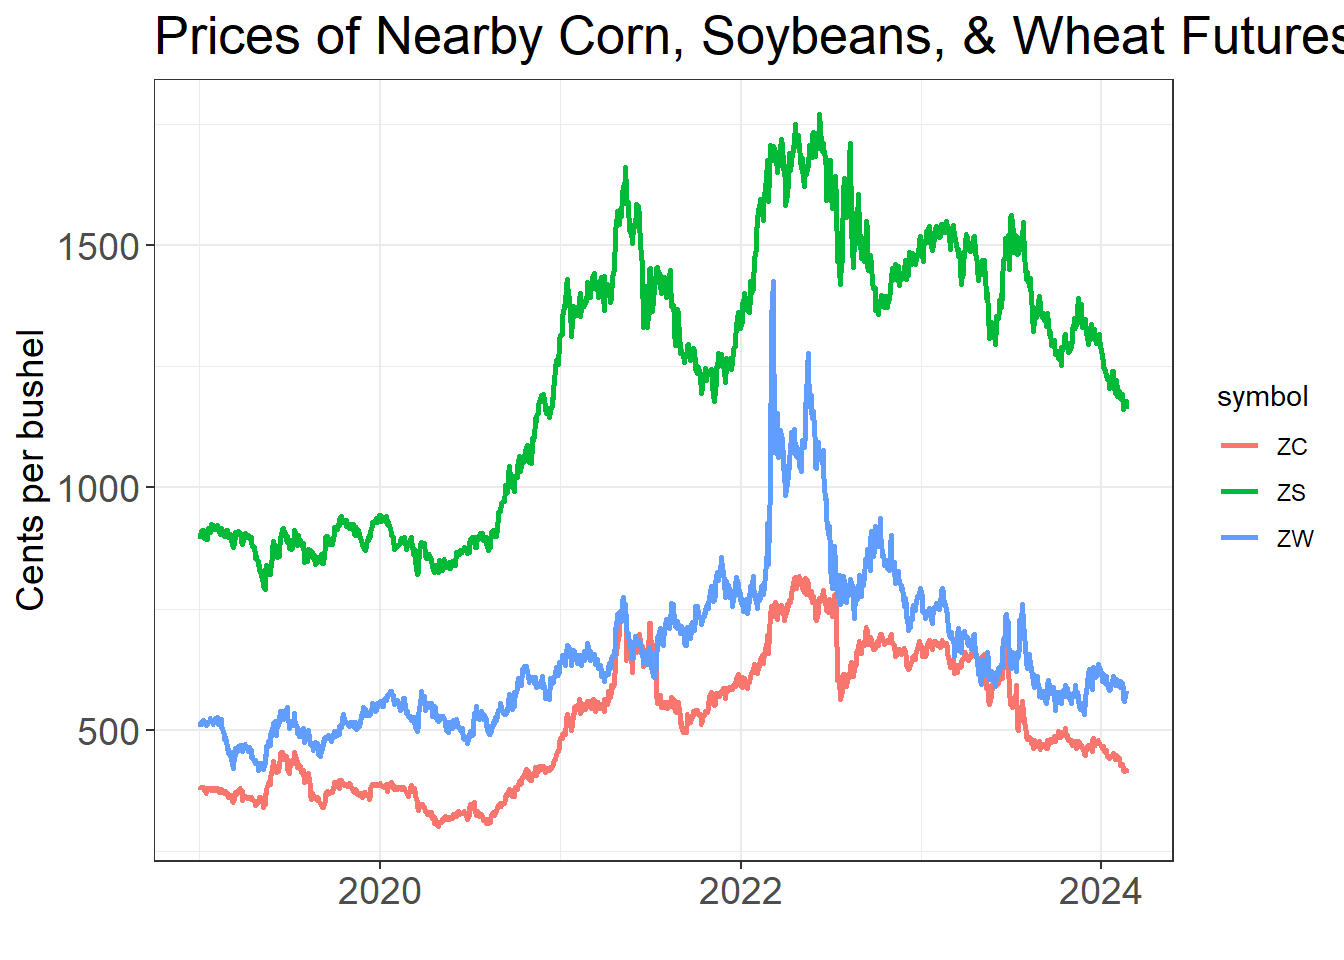 Prices of Nearby Corn, Soybeans, & Wheat Futures
Cents per bushel
1500
1000
500
2020
2022
2024
symbol
ZC
ZS
ZW